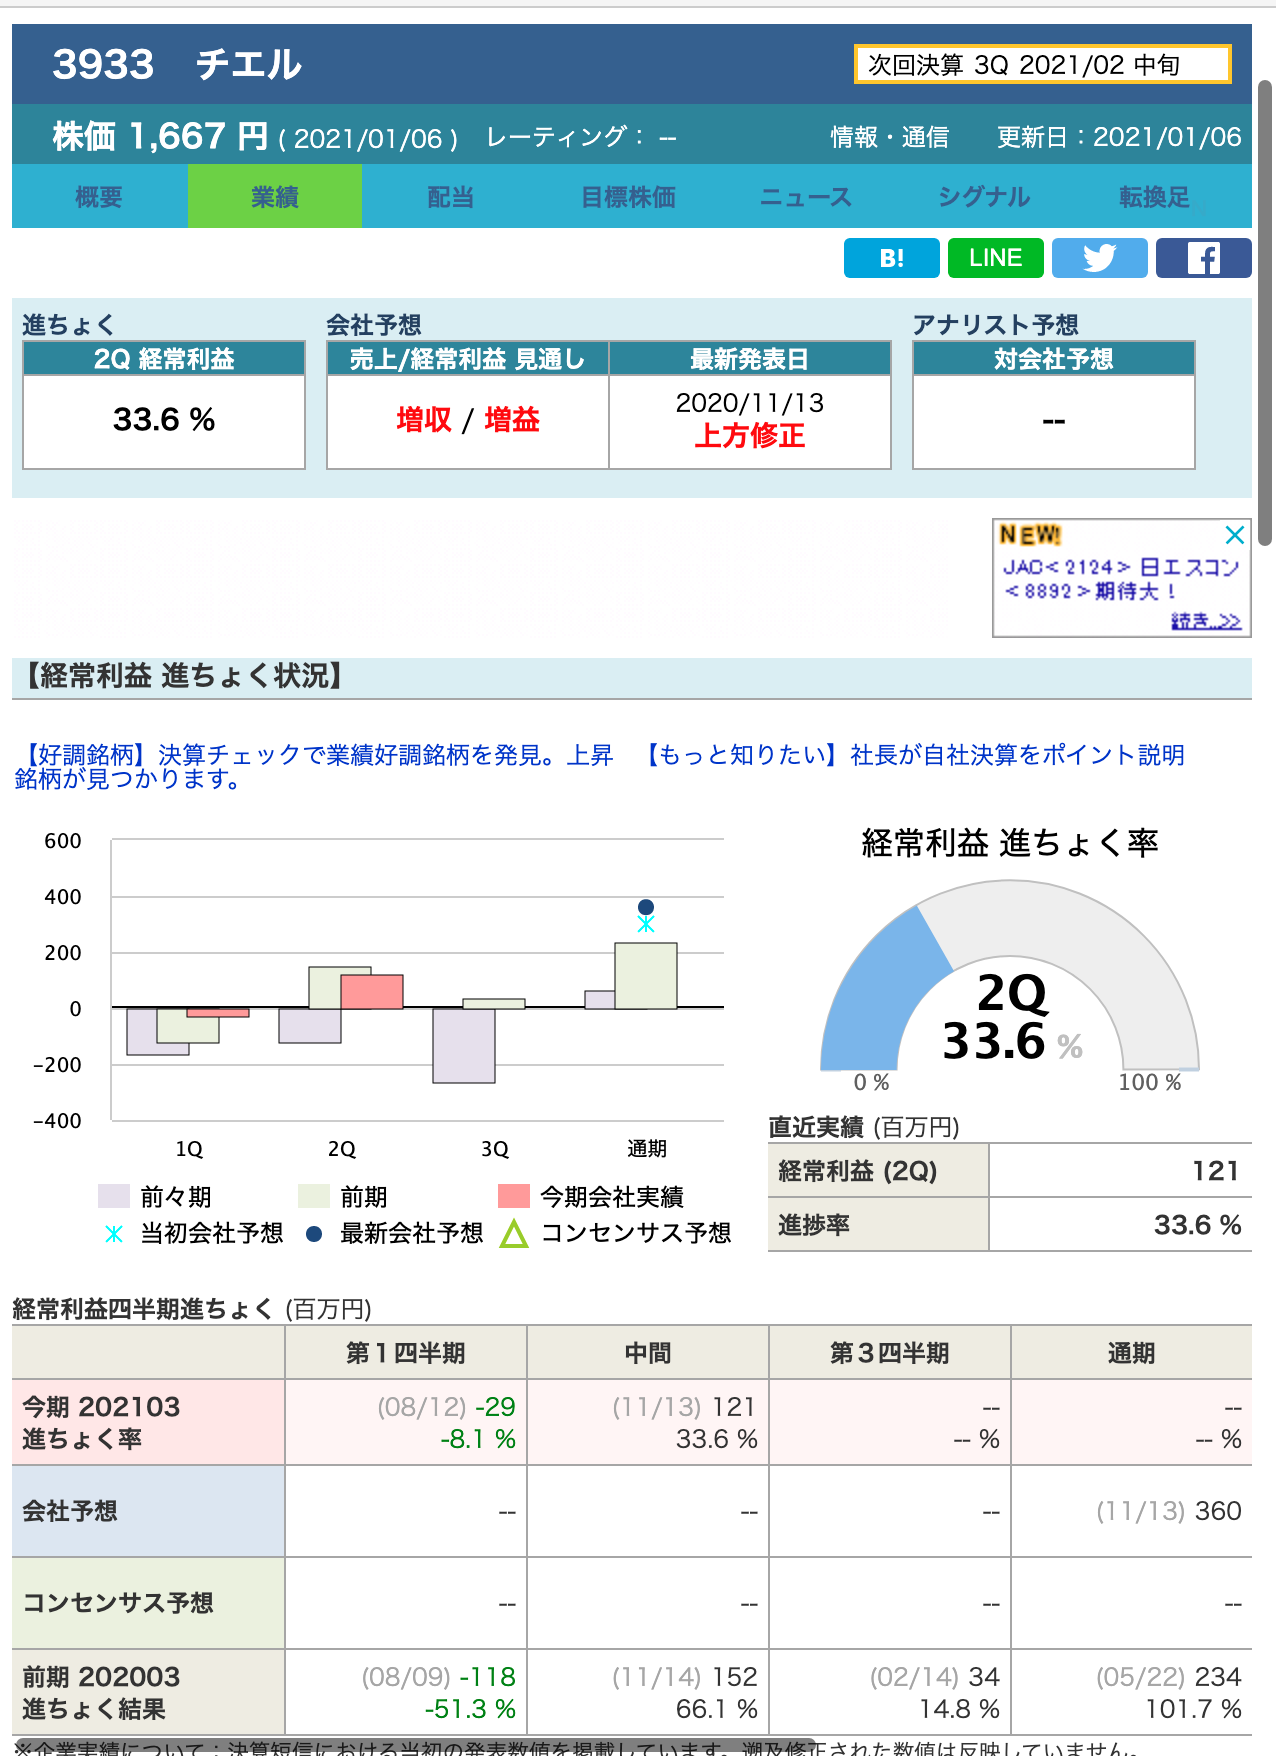 3933　チエル
次回決算 3Q 2021/02 中旬
株価 1,667 円 ( 2021/01/06 ) レーティング： --
情報・通信 更新日：2021/01/06
概要 業績 配当 目標株価 ニュース シグナル 転換足
B! LINE
進ちょく
2Q 経常利益
33.6 %
会社予想
売上/経常利益 見通し 最新発表日
増収 / 増益
2020/11/13
上方修正
アナリスト予想
対会社予想
--
NEW!
JAC<2124> 日エスコン
<8892>期待大！
続き..>>
【経常利益 進ちょく状況】
【好調銘柄】決算チェックで業績好調銘柄を発見。上昇
銘柄が見つかります。
【もっと知りたい】社長が自社決算をポイント説明
600
400
200
0
-200
-400
1Q 2Q 3Q 通期
前々期 前期 今期会社実績
当初会社予想 最新会社予想 コンセンサス予想
経常利益 進ちょく率
2Q
33.6 %
0 % 100 %
直近実績 (百万円)
経常利益 (2Q) 121
進捗率 33.6 %
経常利益四半期進ちょく (百万円)
第１四半期 中間 第３四半期 通期
今期 202103 (08/12) -29 (11/13) 121 -- --
進ちょく率 -8.1 % 33.6 % -- % -- %
会社予想 -- -- -- (11/13) 360
コンセンサス予想 -- -- -- --
前期 202003 (08/09) -118 (11/14) 152 (02/14) 34 (05/22) 234
進ちょく結果 -51.3 % 66.1 % 14.8 % 101.7 %
※企業実績について：決算短信における当初の発表数値を掲載しています。遡及修正された数値は反映していません。